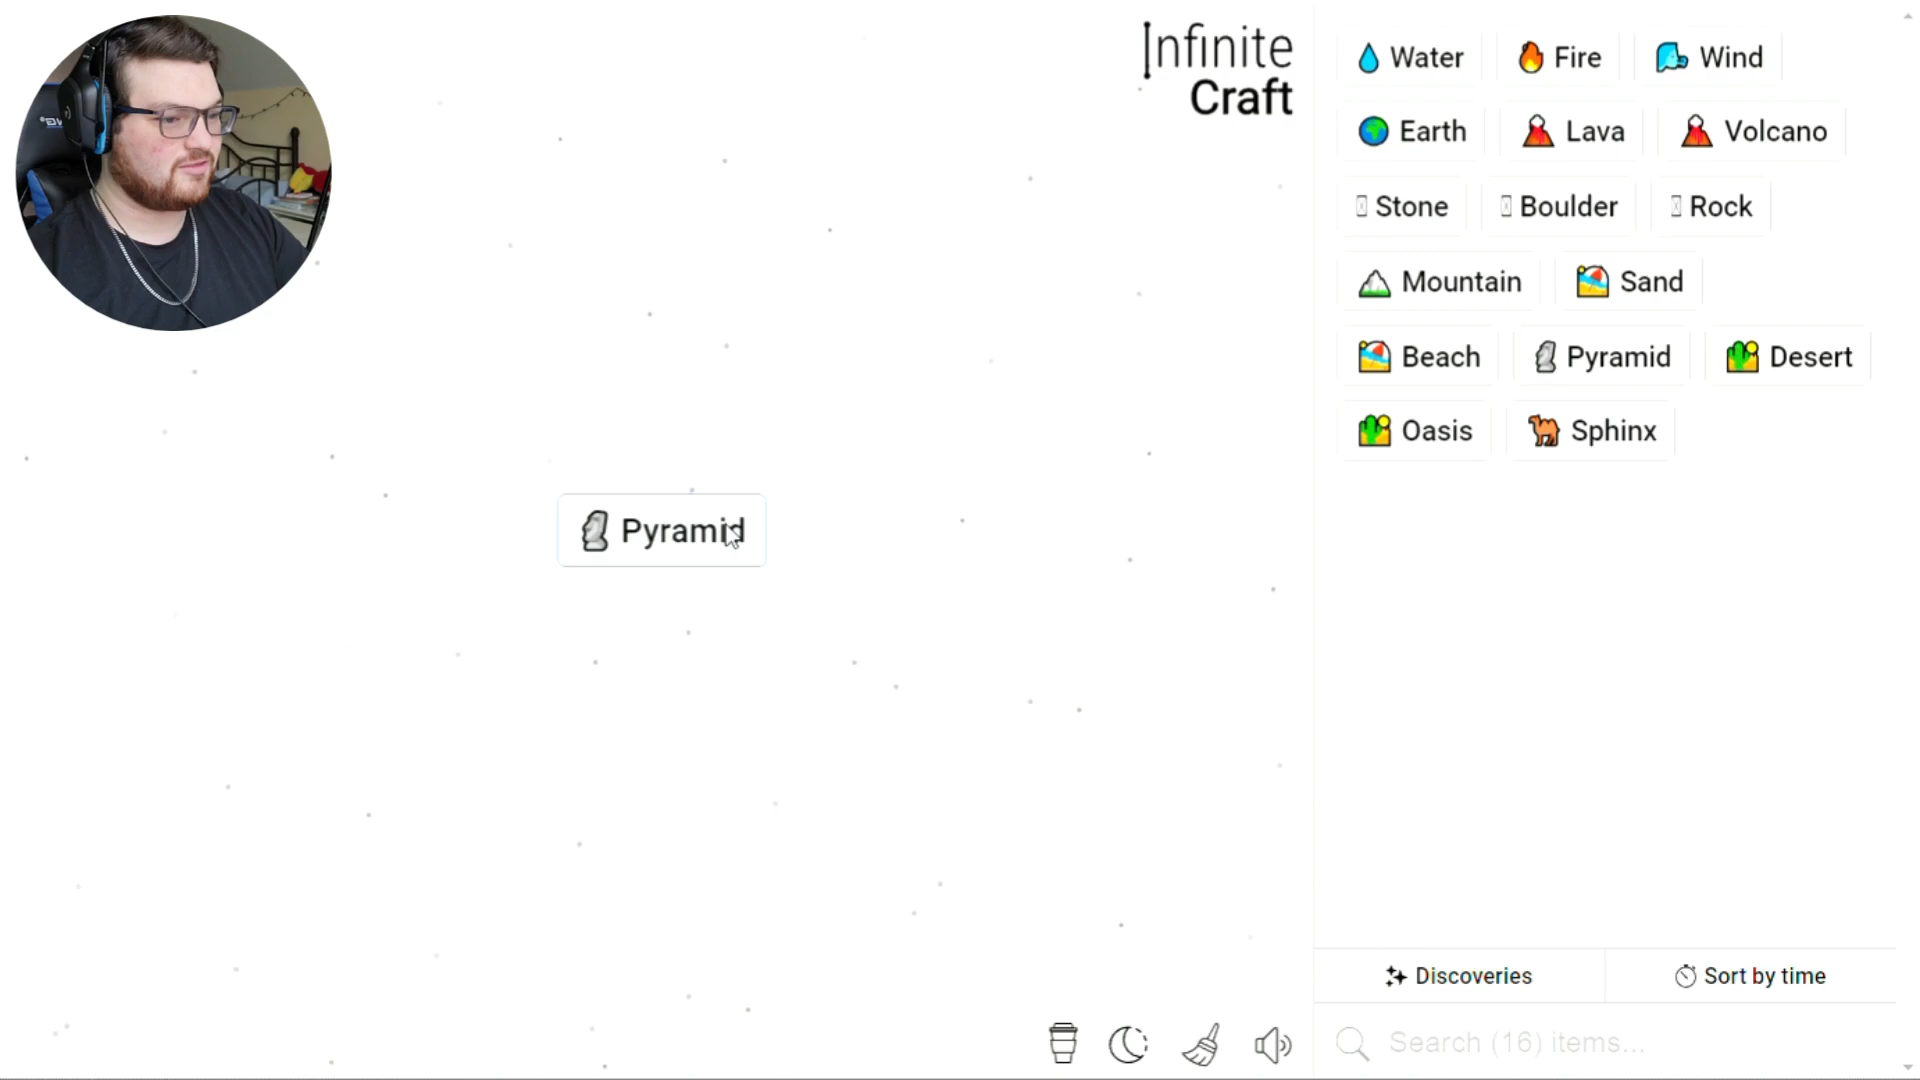 Infinite
Craft
Water Fire Wind
Earth Lava Volcano
Stone Boulder Rock
Mountain Sand
Beach Pyramid Desert
Oasis Sphinx
Pyramid
Discoveries Sort by time
Search (16) items...